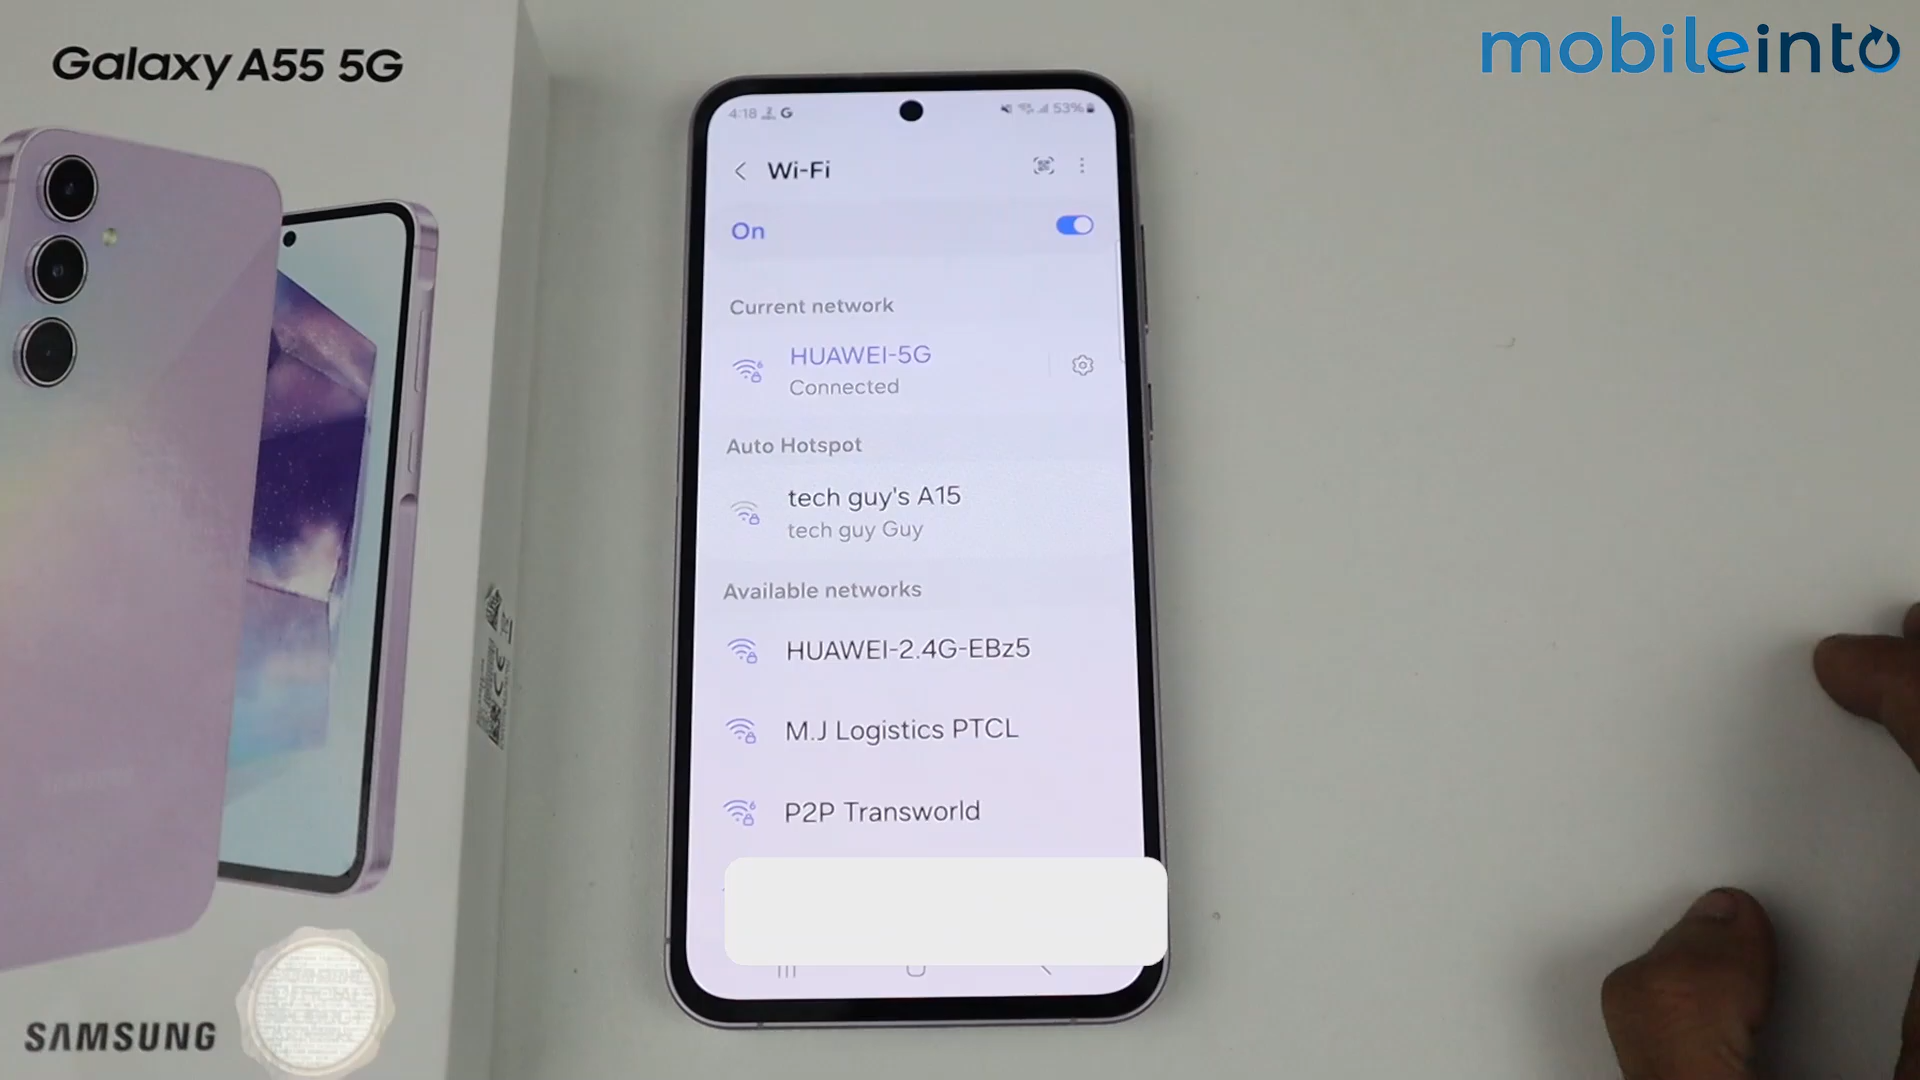 Galaxy A55 5G
mobileinto
4:18
G
53%
Wi-Fi
On
Current network
HUAWEI-5G
Connected
Auto Hotspot
tech guy's A15
tech guy Guy
Available networks
HUAWEI-2.4G-EBz5
M.J Logistics PTCL
P2P Transworld
SAMSUNG